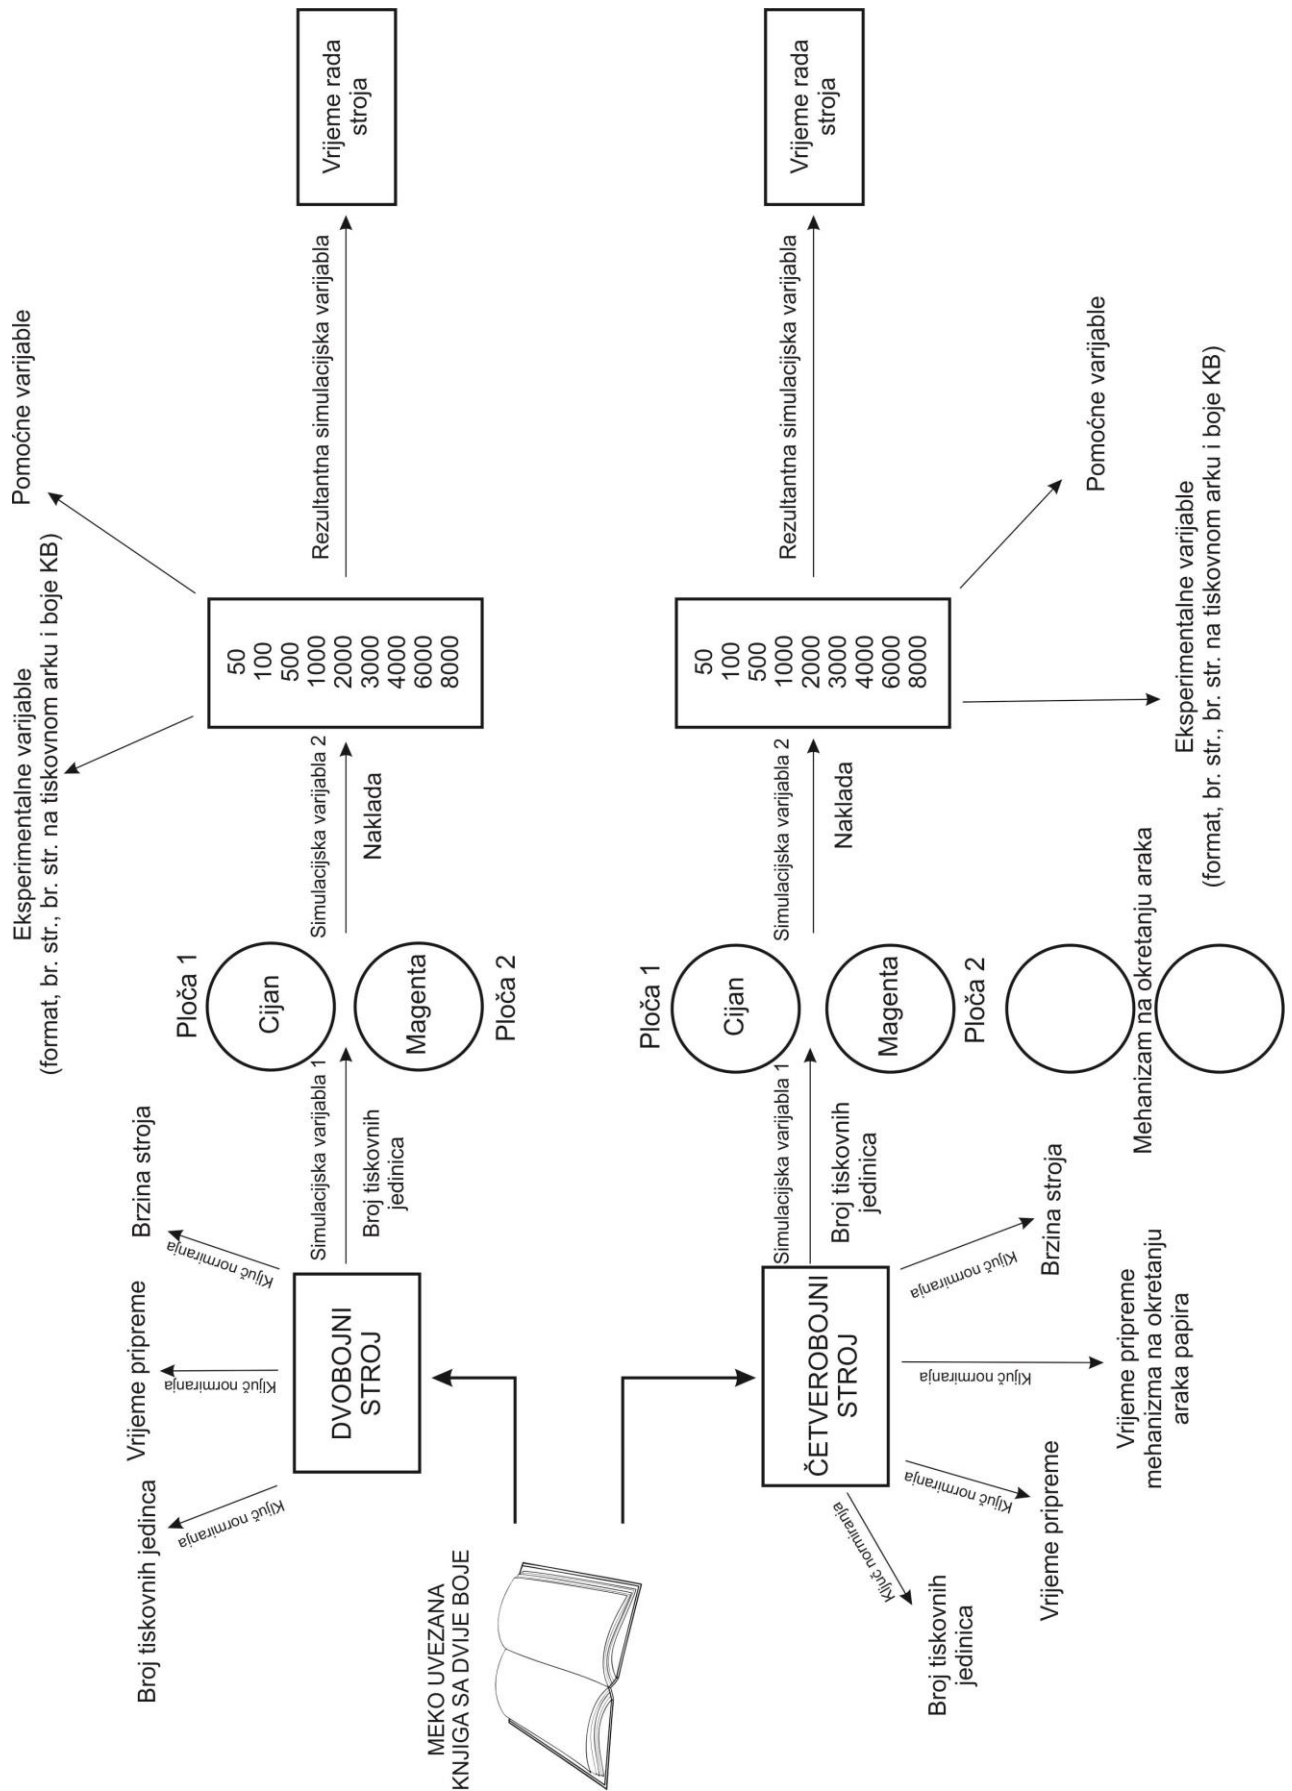 MEKO UVEZANA
KNJIGA SA DVIJE BOJE
Broj tiskovnih jedinca
Ključ normiranja
Vrijeme pripreme
Ključ normiranja
Brzina stroja
Ključ normiranja
DVOBOJNI
STROJ
Simulacijska varijabla 1
Broj tiskovnih
jedinica
Ploča 1
Cijan
Magenta
Ploča 2
Simulacijska varijabla 2
Naklada
Eksperimentalne varijable
(format, br. str., br. str. na tiskovnom arku i boje KB)
Pomoćne varijable
50
100
500
1000
2000
3000
4000
6000
8000
Rezultantna simulacijska varijabla
Vrijeme rada
stroja
ČETVEROBOJNI
STROJ
Ključ normiranja
Broj tiskovnih
jedinica
Ključ normiranja
Vrijeme pripreme
Ključ normiranja
Vrijeme pripreme
mehanizma na okretanju
araka papira
Ključ normiranja
Brzina stroja
Simulacijska varijabla 1
Broj tiskovnih
jedinica
Ploča 1
Cijan
Magenta
Ploča 2
Mehanizam na okretanju araka
Simulacijska varijabla 2
Naklada
50
100
500
1000
2000
3000
4000
6000
8000
Eksperimentalne varijable
(format, br. str., br. str. na tiskovnom arku i boje KB)
Pomoćne varijable
Rezultantna simulacijska varijabla
Vrijeme rada
stroja